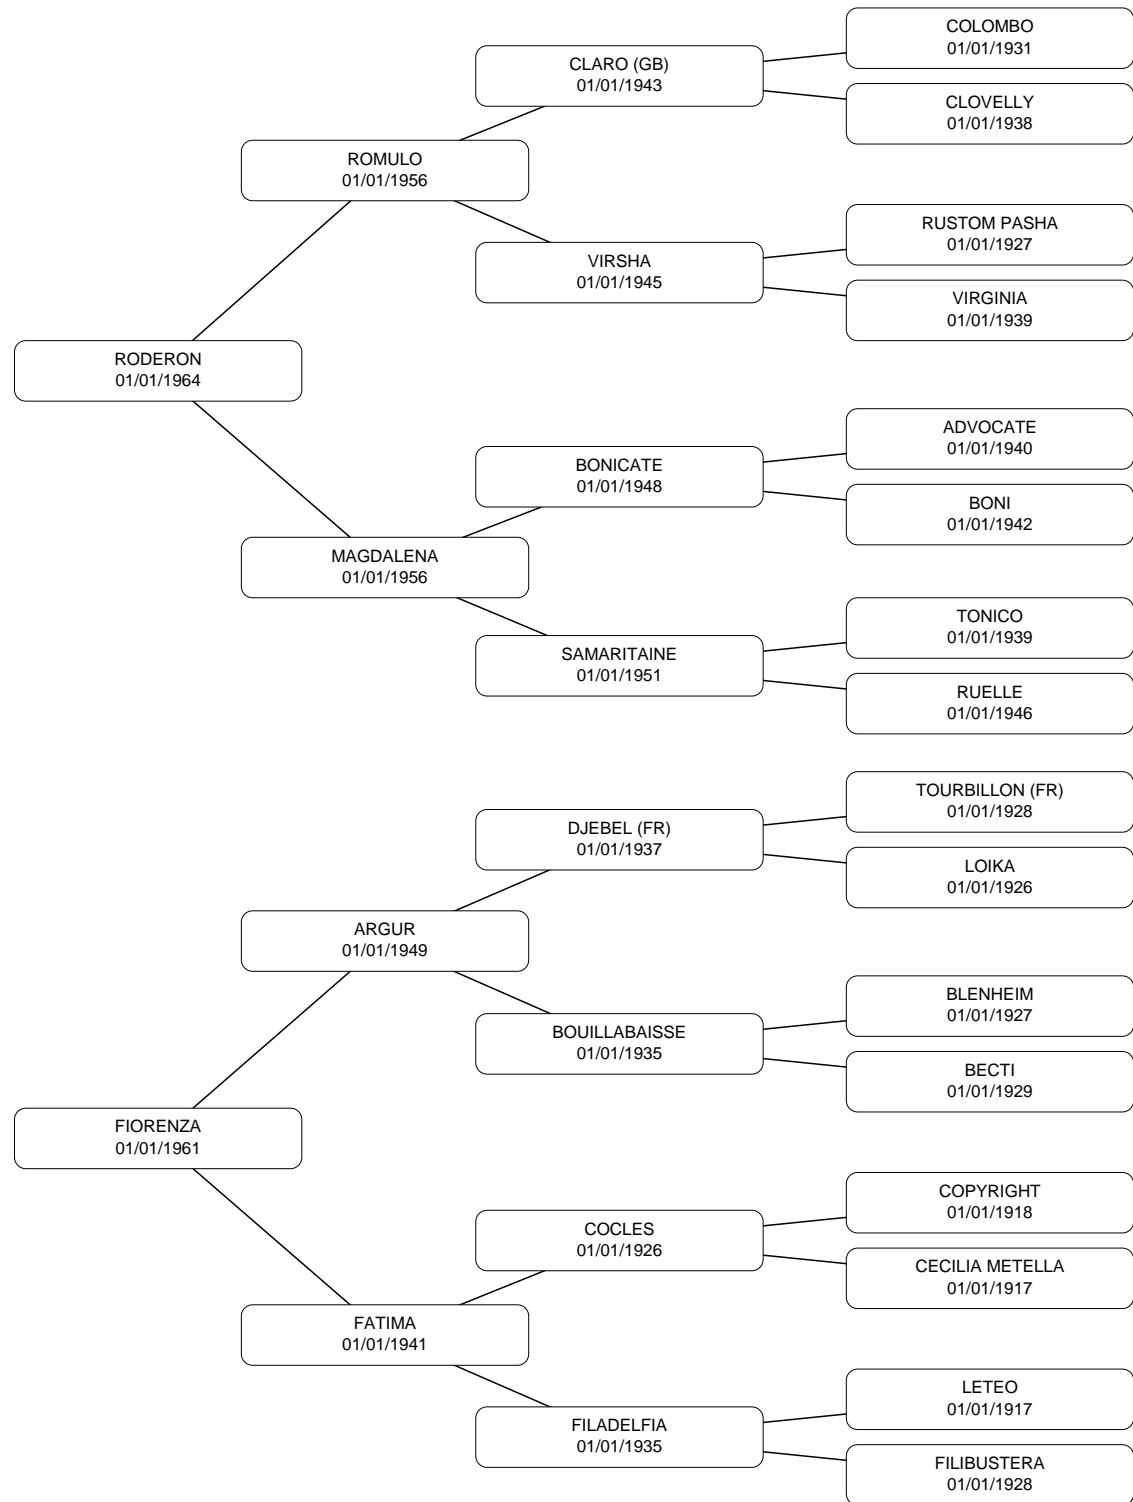 COLOMBO
01/01/1931
CLARO (GB)
01/01/1943
CLOVELLY
01/01/1938
ROMULO
01/01/1956
RUSTOM PASHA
01/01/1927
VIRSHA
01/01/1945
VIRGINIA
01/01/1939
RODERON
01/01/1964
ADVOCATE
01/01/1940
BONICATE
01/01/1948
BONI
01/01/1942
MAGDALENA
01/01/1956
TONICO
01/01/1939
SAMARITAINE
01/01/1951
RUELLE
01/01/1946
TOURBILLON (FR)
01/01/1928
DJEBEL (FR)
01/01/1937
LOIKA
01/01/1926
ARGUR
01/01/1949
BLENHEIM
01/01/1927
BOUILLABAISSE
01/01/1935
BECTI
01/01/1929
FIORENZA
01/01/1961
COPYRIGHT
01/01/1918
COCLES
01/01/1926
CECILIA METELLA
01/01/1917
FATIMA
01/01/1941
LETEO
01/01/1917
FILADELFIA
01/01/1935
FILIBUSTERA
01/01/1928